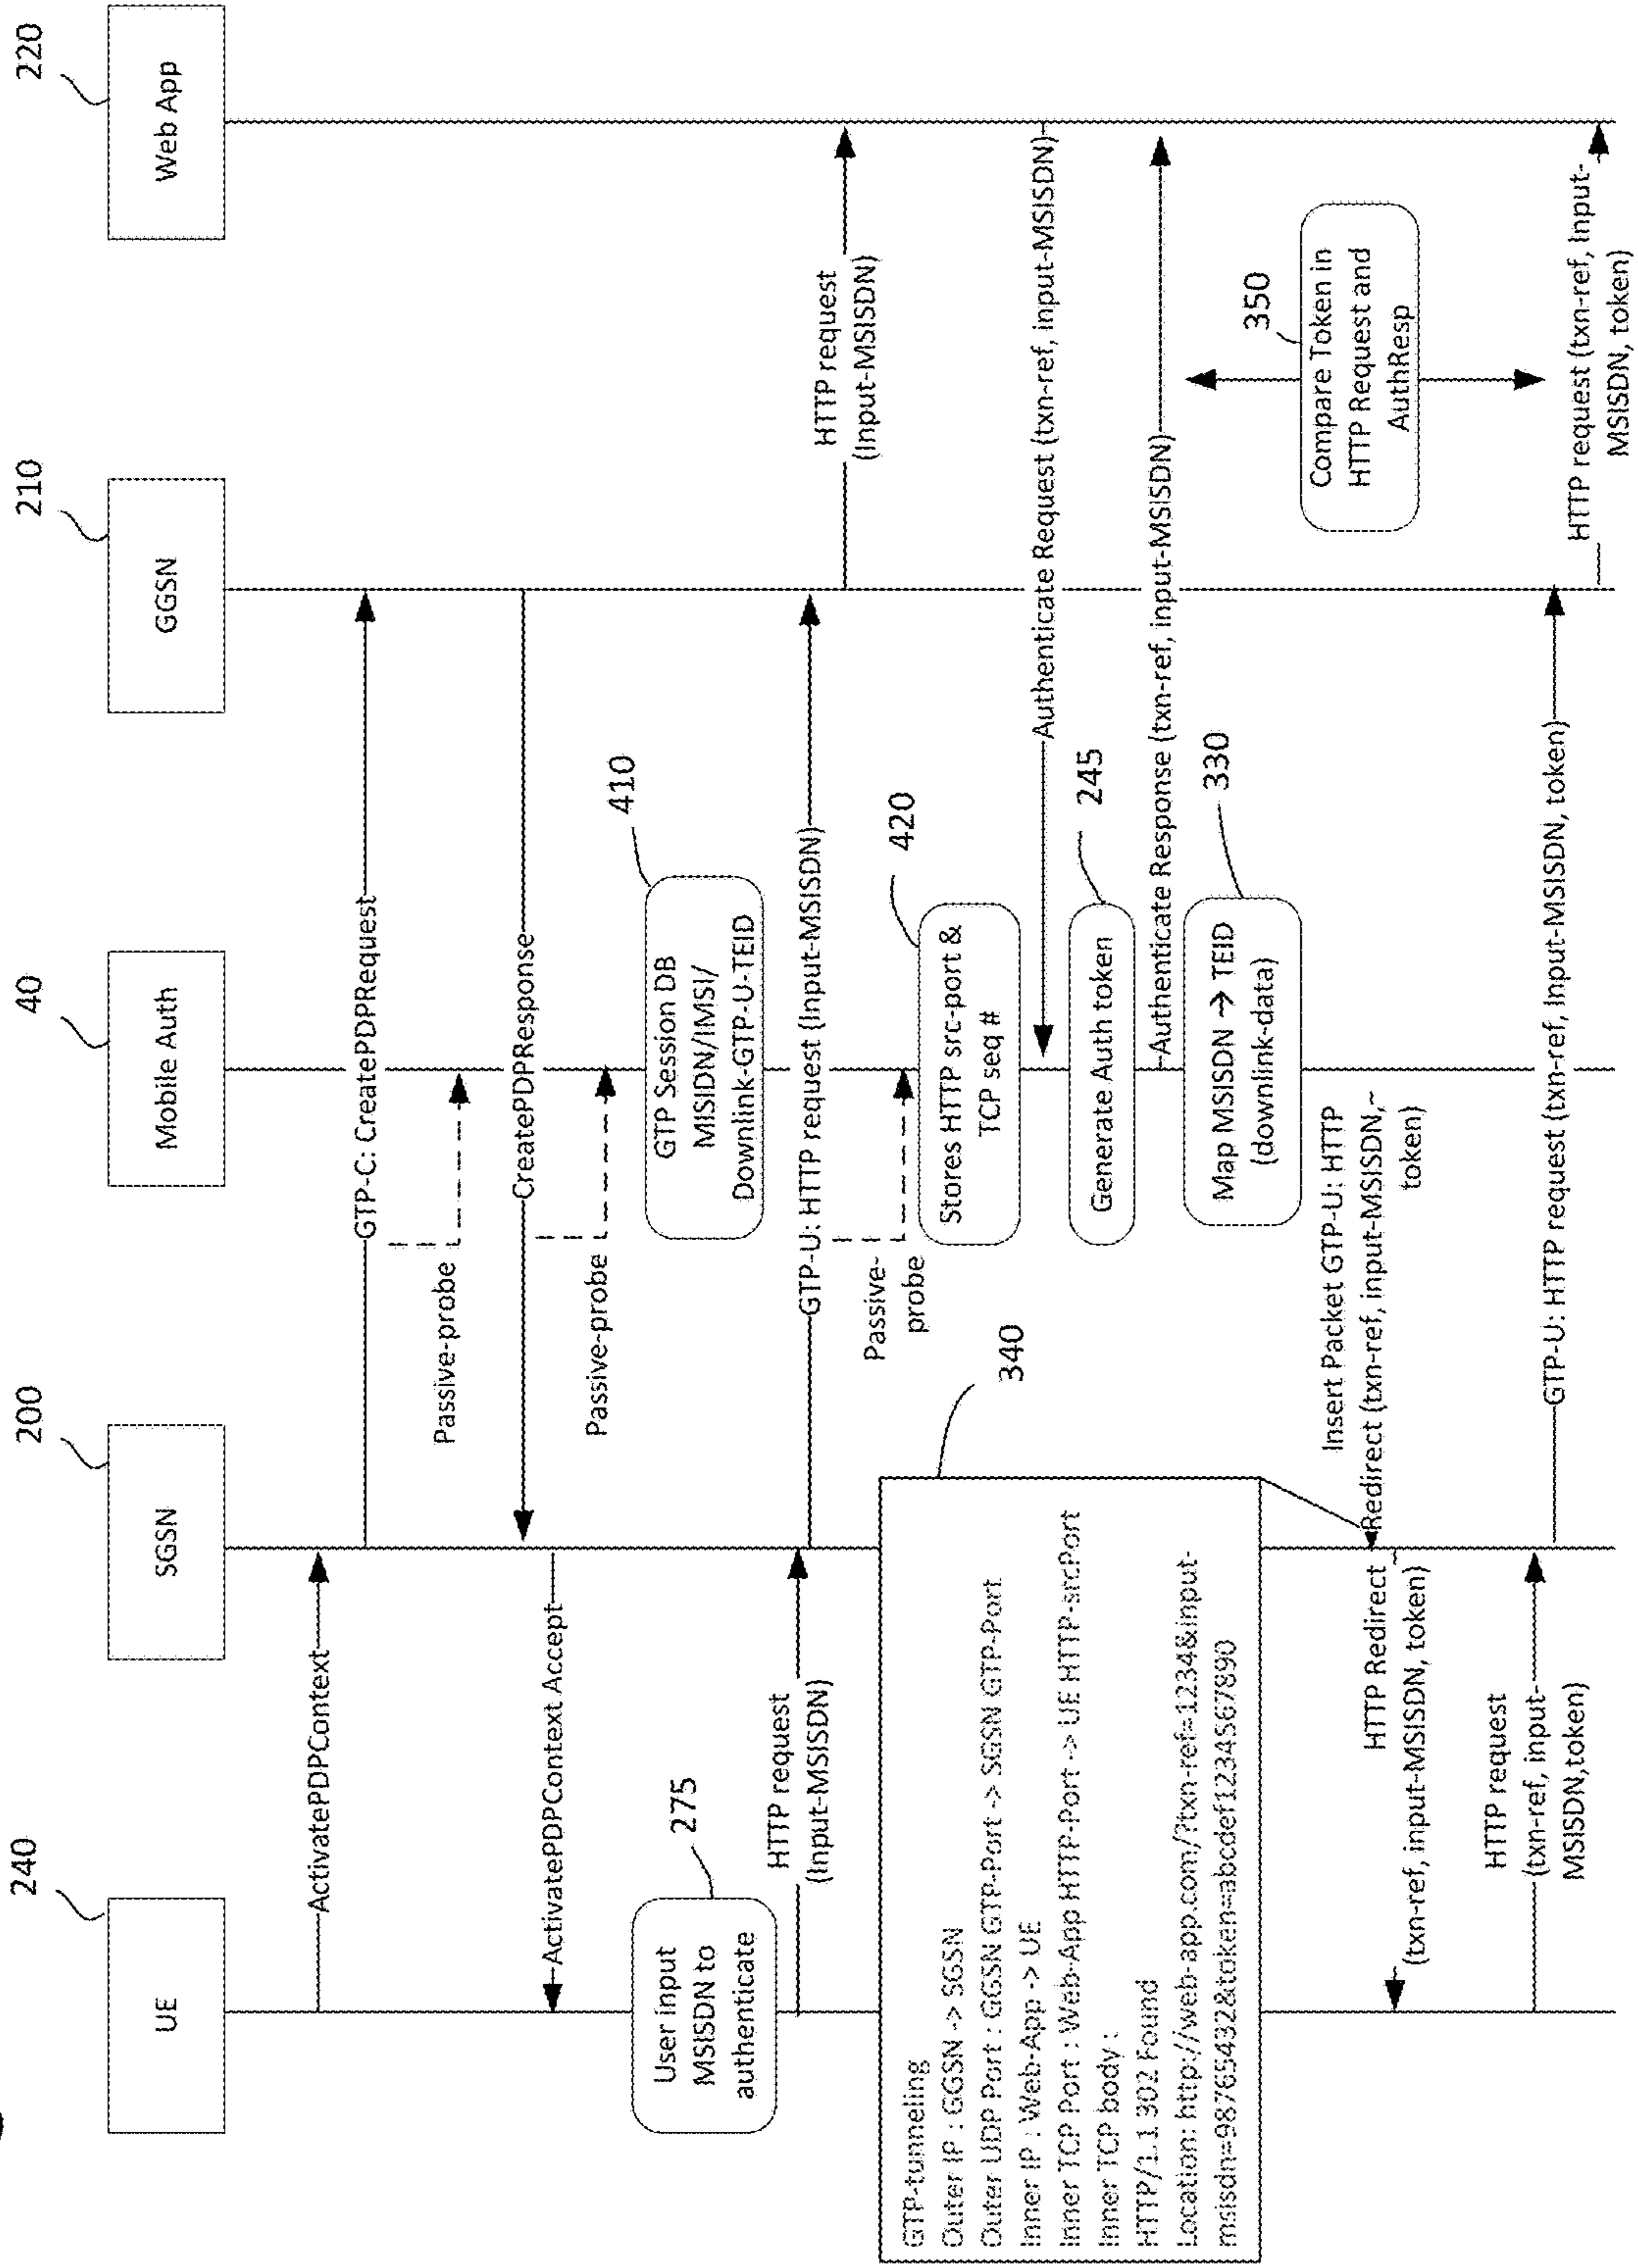 240
200
40
210
220
UE
SGSN
Mobile Auth
GGSN
Web App
ActivatePDPContext
GTP-C: CreatePDPRequest
Passive-probe
CreatePDPResponse
ActivatePDPContext Accept
Passive-probe
410
GTP Session DB
MISIDN/IMSI/
Downlink-GTP-U-TEID
275
User input
MSISDN to
authenticate
HTTP request
(Input-MSISDN)
GTP-U: HTTP request (Input-MSISDN)
HTTP request
(Input-MSISDN)
Passive-
probe
420
Stores HTTP src-port &
TCP seq #
Authenticate Request (txn-ref, input-MSISDN)
245
Generate Auth token
Authenticate Response (txn-ref, input-MSISDN)
330
Map MSISDN → TEID
(downlink-data)
340
GTP-tunneling
Outer IP : GGSN -> SGSN
Outer UDP Port : GGSN GTP-Port -> SGSN GTP-Port
Inner IP : Web-App -> UE
Inner TCP Port : Web-App HTTP-Port -> UE HTTP-srcPort
Inner TCP body :
HTTP/1.1 302 Found
Location: http://web-app.com/?txn-ref=1234&input-
msisdn=98765432&token=abcdef1234567890
350
Compare Token in
HTTP Request and
AuthResp
Insert Packet GTP-U: HTTP
Redirect (txn-ref, input-MSISDN,
token)
HTTP Redirect
(txn-ref, input-MSISDN, token)
HTTP request
(txn-ref, input-
MSISDN,token)
GTP-U: HTTP request (txn-ref, Input-MSISDN, token)
HTTP request (txn-ref, Input-
MSISDN, token)